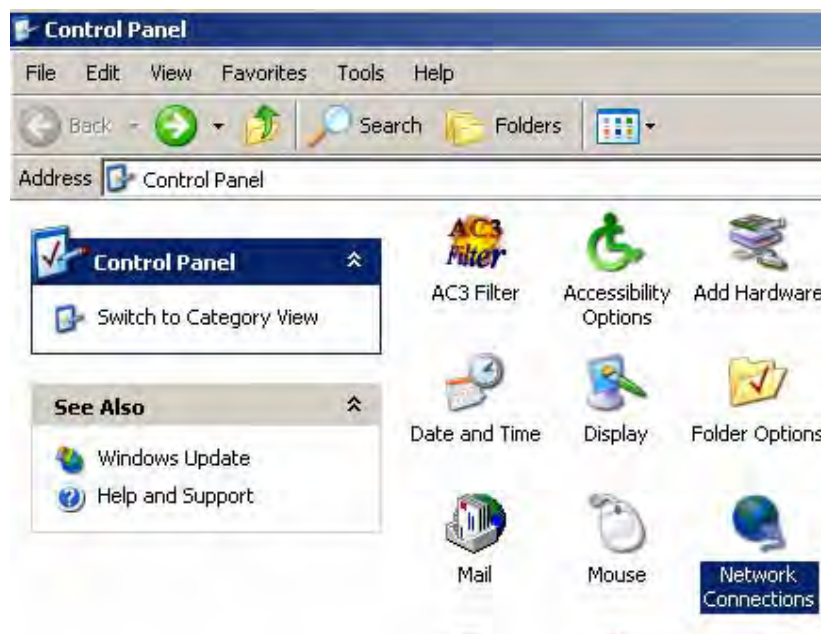 Control Panel
File Edit View Favorites Tools Help
Back Search Folders
Address Control Panel
Control Panel
Switch to Category View
See Also
Windows Update
Help and Support
AC3 Filter
AC3 Filter
Accessibility
Options
Add Hardware
Date and Time
Display
Folder Options
Mail
Mouse
Network
Connections